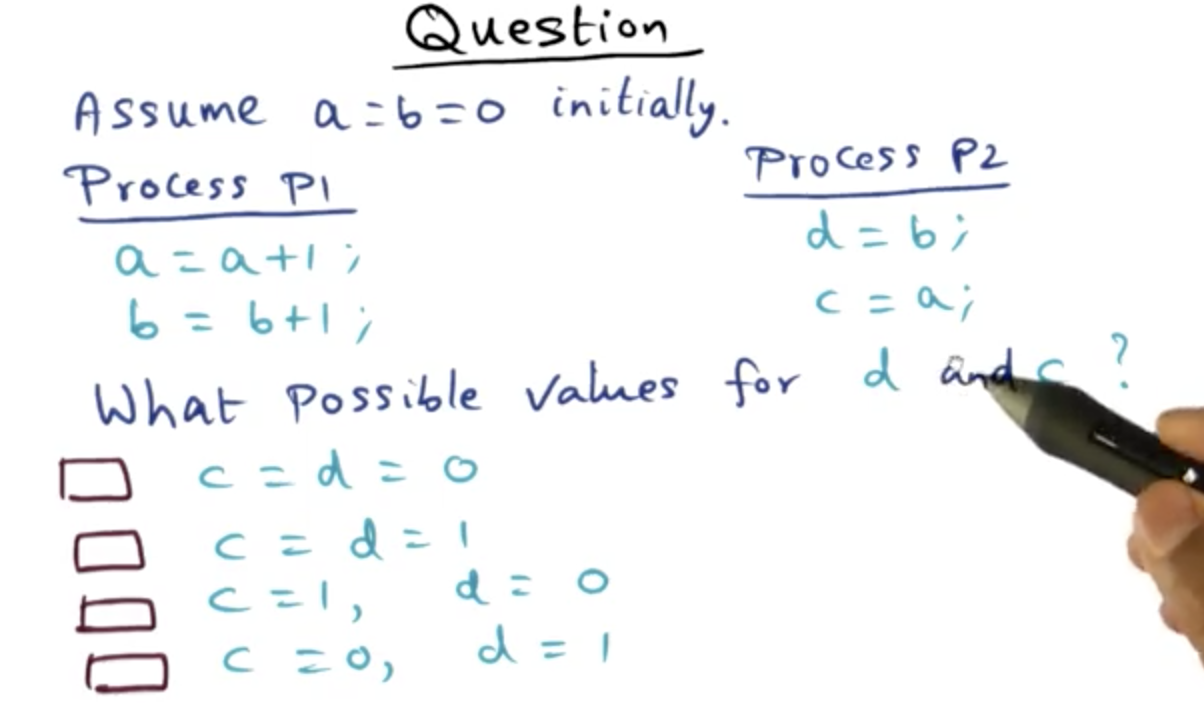 Question
Assume a = b = 0 initially.
Process P1
Process P2
a = a+1 ;
b = b+1 ;
d = b ;
c = a ;
What possible values for d and c ?
c = d = 0
c = d = 1
c = 1, d = 0
c = 0, d = 1